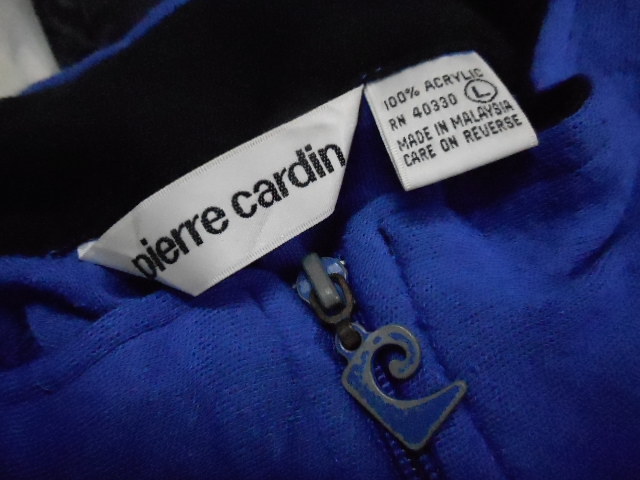 pierre cardin
100% ACRYLIC
RN 40330 L
MADE IN MALAYSIA
CARE ON REVERSE